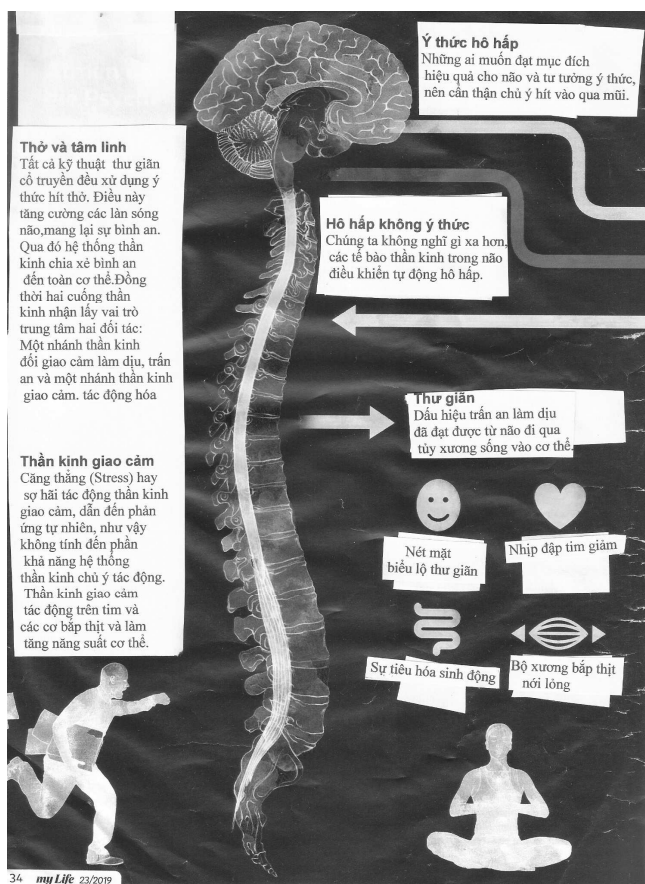 Ý thức hô hấp
Những ai muốn đạt mục đích
hiệu quả cho não và tư tưởng ý thức,
nên cẩn thận chủ ý hít vào qua mũi.
Thở và tâm linh
Tất cả kỹ thuật thư giãn
cổ truyền đều xử dụng ý
thức hít thở. Điều này
tăng cường các làn sóng
não,mang lại sự bình an.
Qua đó hệ thống thần
kinh chia xẻ bình an
đến toàn cơ thể.Đồng
thời hai cuống thần
kinh nhận lấy vai trò
trung tâm hai đối tác:
Một nhánh thần kinh
đối giao cảm làm dịu, trấn
an và một nhánh thần kinh
giao cảm. tác động hóa
Hô hấp không ý thức
Chúng ta không nghĩ gì xa hơn,
các tế bào thần kinh trong não
điều khiển tự động hô hấp.
Thư giãn
Dấu hiệu trấn an làm dịu
đã đạt được từ não đi qua
tủy xương sống vào cơ thể.
Thần kinh giao cảm
Căng thẳng (Stress) hay
sợ hãi tác động thần kinh
giao cảm, dẫn đến phản
ứng tự nhiên, như vậy
không tính đến phần
khả năng hệ thống
thần kinh chủ ý tác động.
Thần kinh giao cảm
tác động trên tim và
các cơ bắp thịt và làm
tăng năng suất cơ thể.
Nét mặt
biểu lộ thư giãn
Nhịp đập tim giảm
Sự tiêu hóa sinh động
Bộ xương bắp thịt
nới lỏng
34 my Life 23/2019